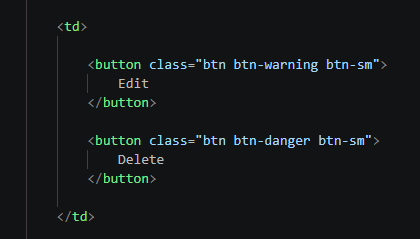 <td>
<button class="btn btn-warning btn-sm">
Edit
</button>
<button class="btn btn-danger btn-sm">
Delete
</button>
</td>